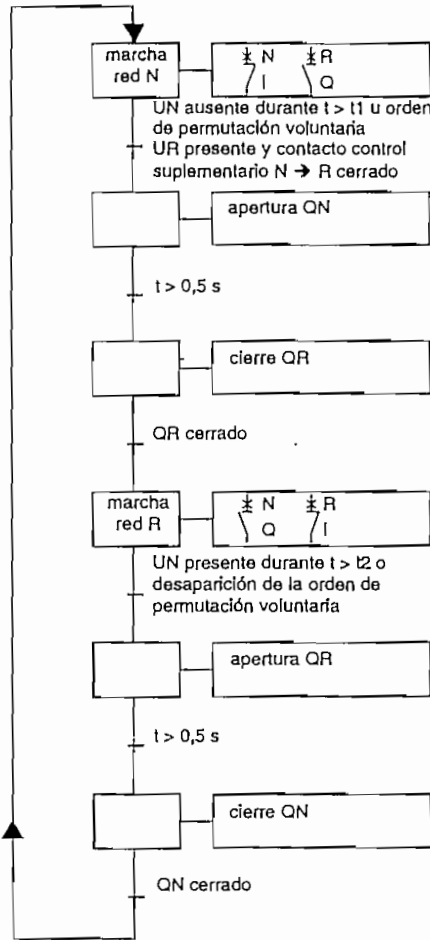 marcha
red N
N R
I Q
UN ausente durante t > t1 u orden
de permutación voluntaria
UR presente y contacto control
suplementario N → R cerrado
apertura QN
t > 0,5 s
cierre QR
QR cerrado
marcha
red R
N R
Q I
UN presente durante t > t2 o
desaparición de la orden de
permutación voluntaria
apertura QR
t > 0,5 s
cierre QN
QN cerrado